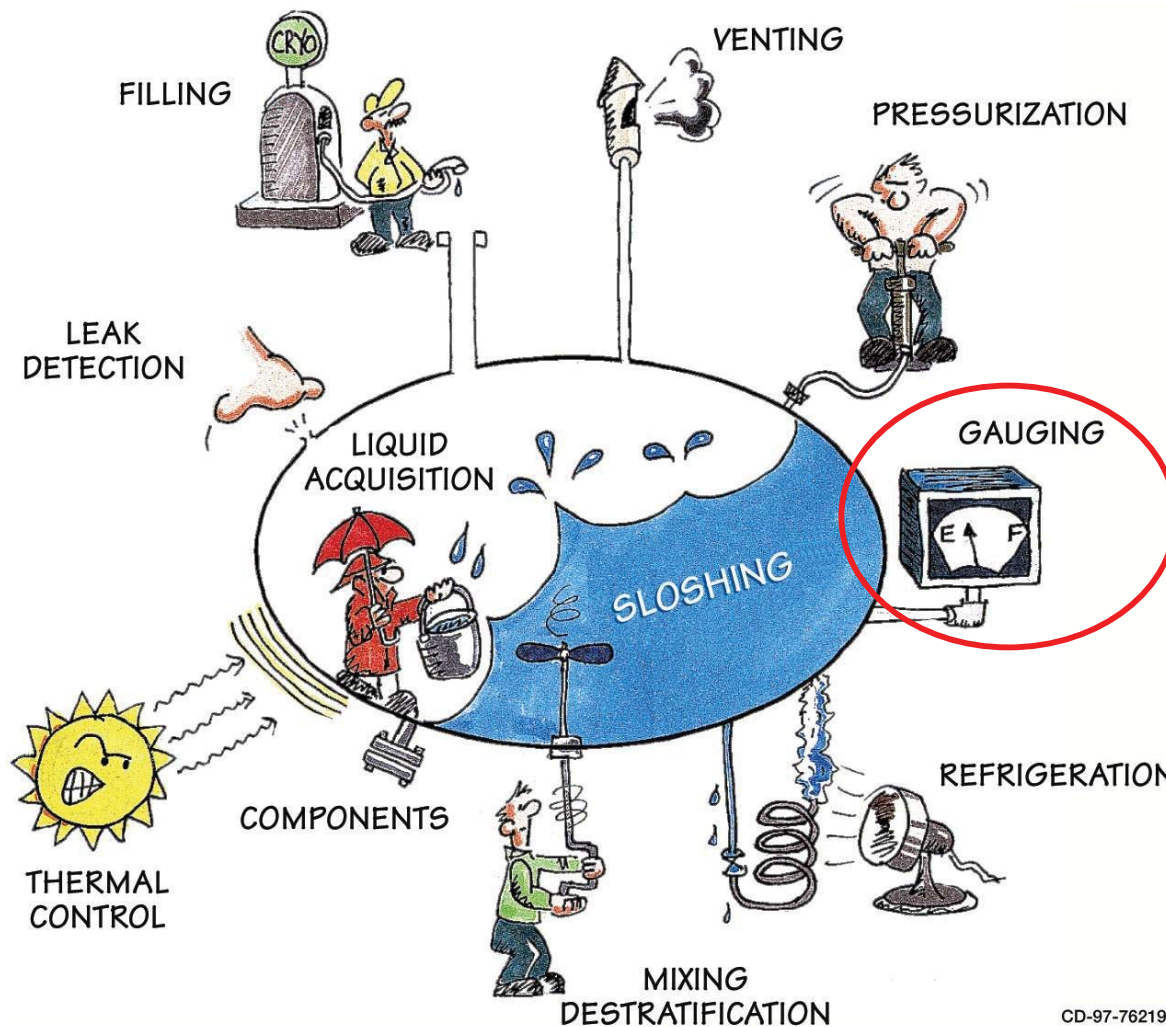 CRYO
FILLING
VENTING
PRESSURIZATION
LEAK
DETECTION
LIQUID
ACQUISITION
GAUGING
E F
SLOSHING
REFRIGERATION
COMPONENTS
THERMAL
CONTROL
MIXING
DESTRATIFICATION
CD-97-76219